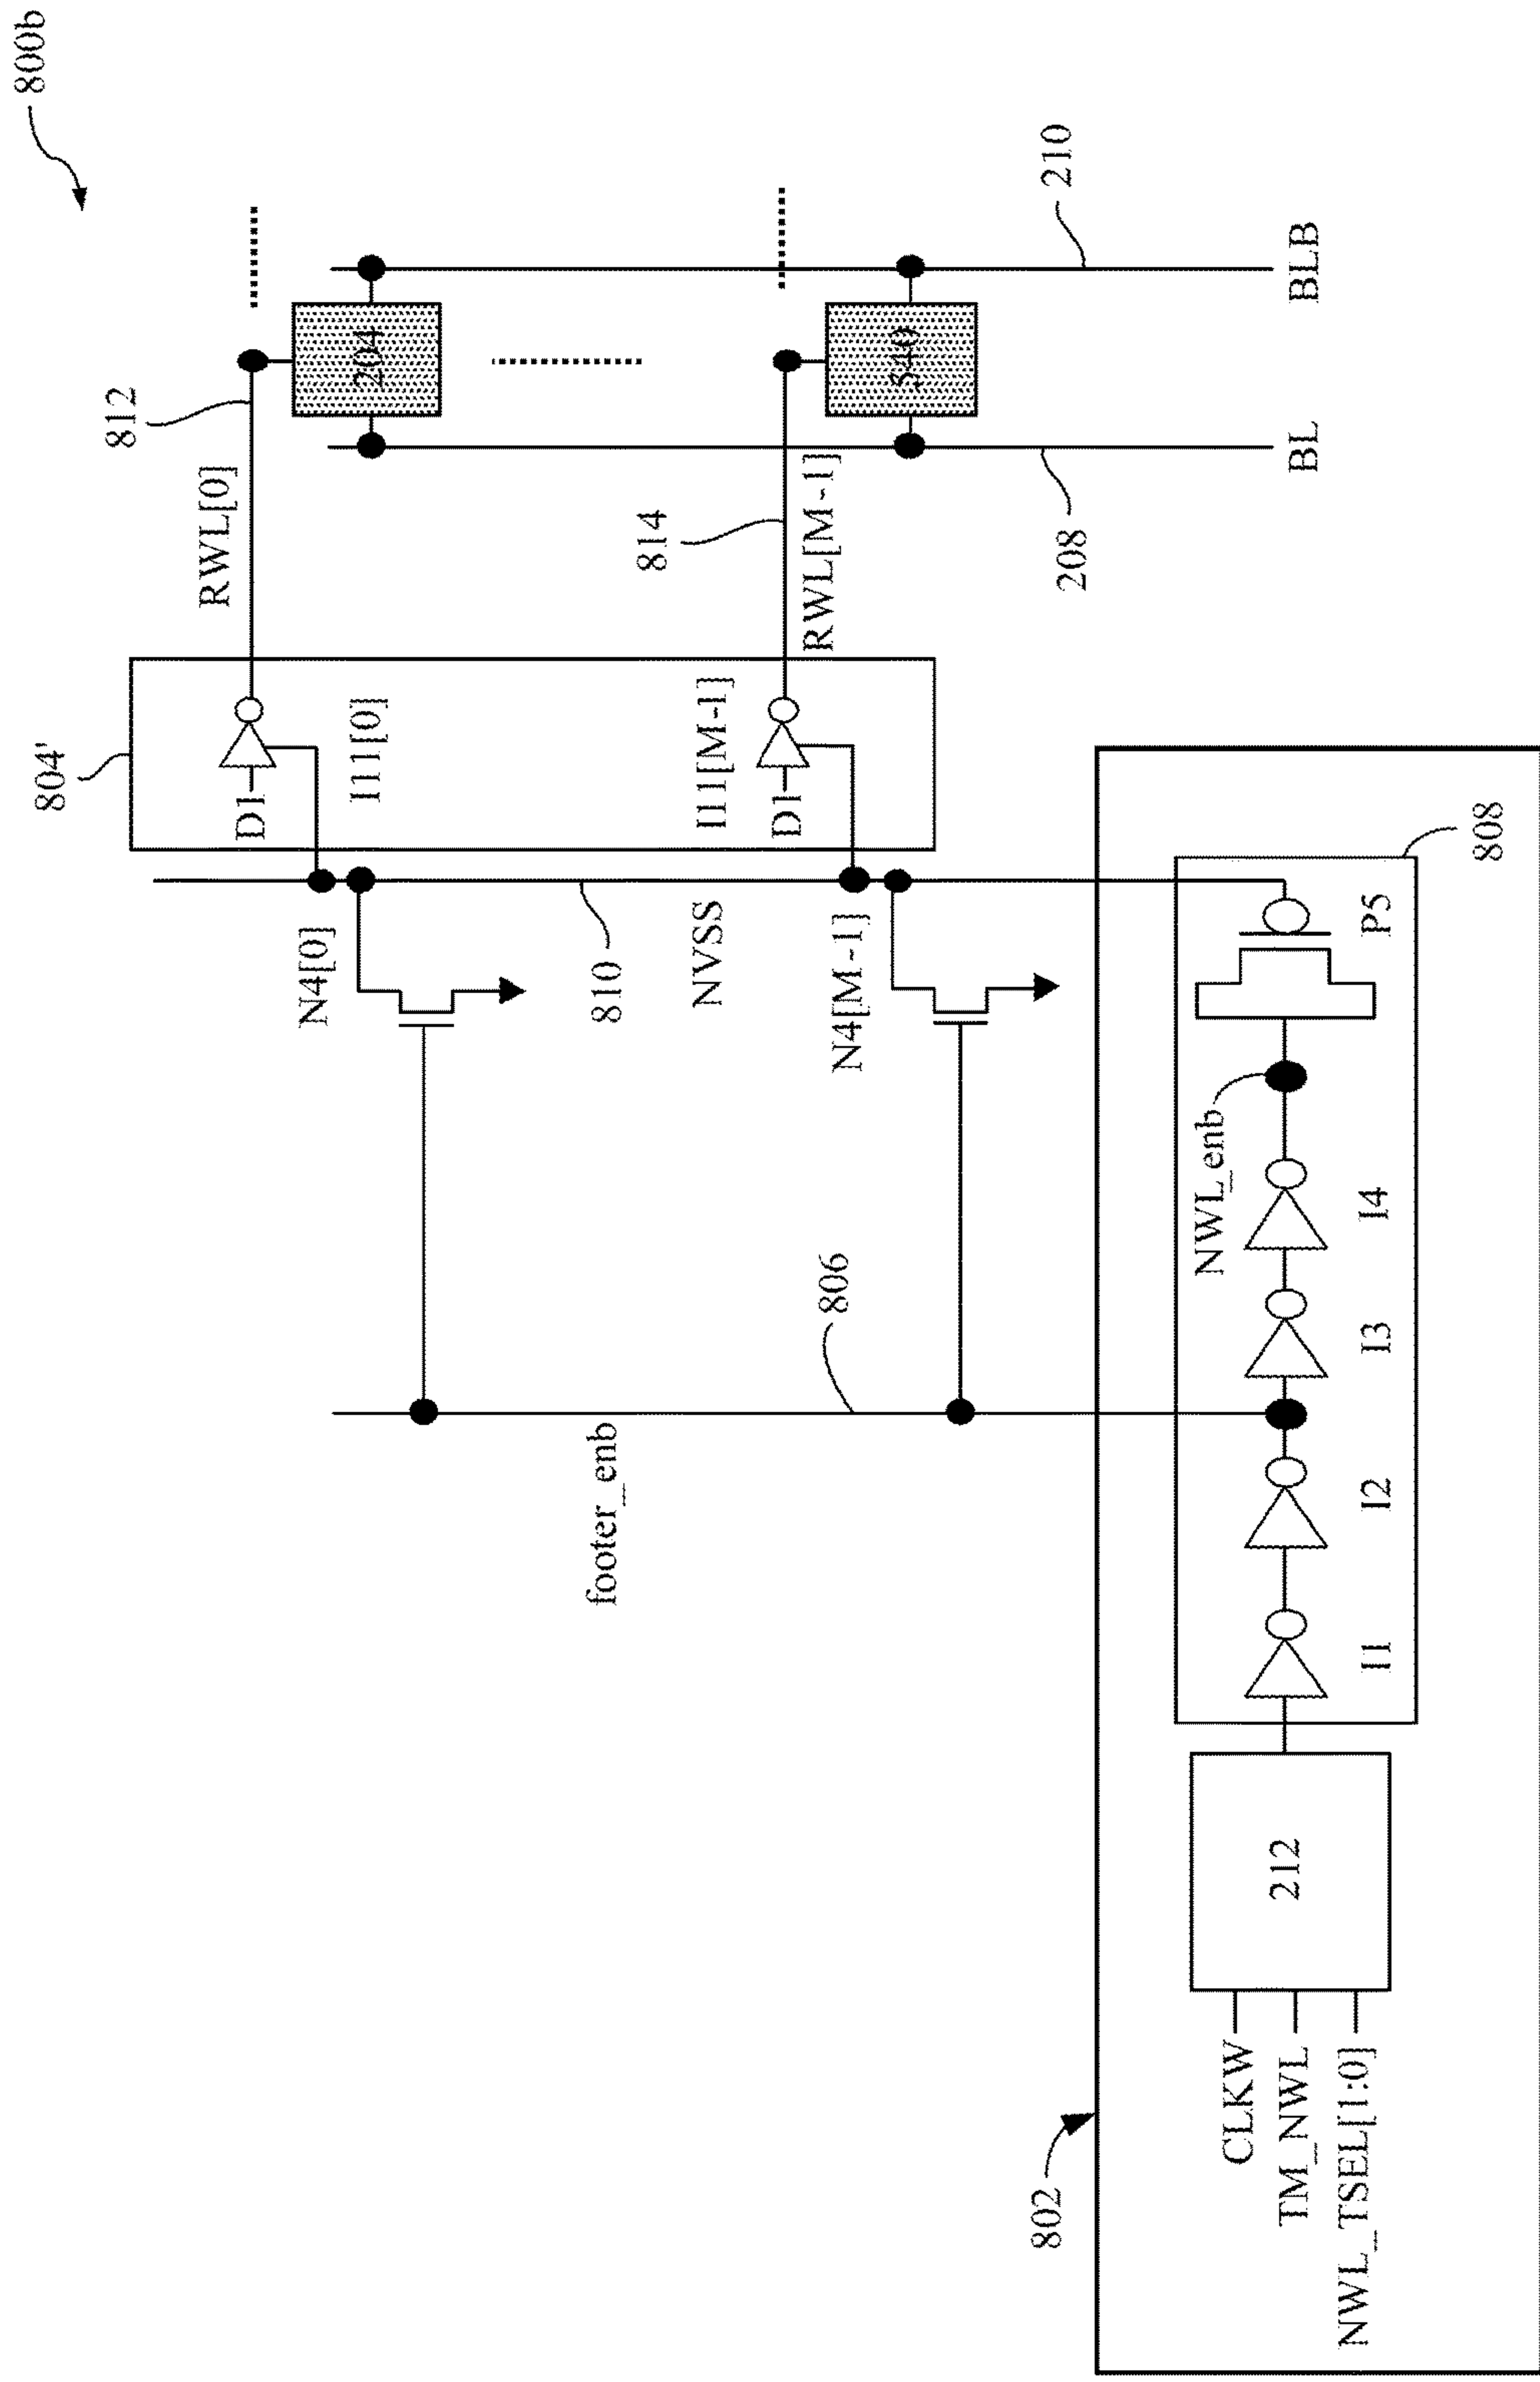 800b
812
RWL[0]
804'
D1
I11[0]
N4[0]
204
814
RWL[M-1]
I11[M-1]
D1
340
210
BLB
BL
208
810
NVSS
N4[M-1]
footer_enb
806
808
P5
NWL_enb
I4
I3
I2
I1
212
802
CLKW
TM_NWL
NWL_TSEL[1:0]